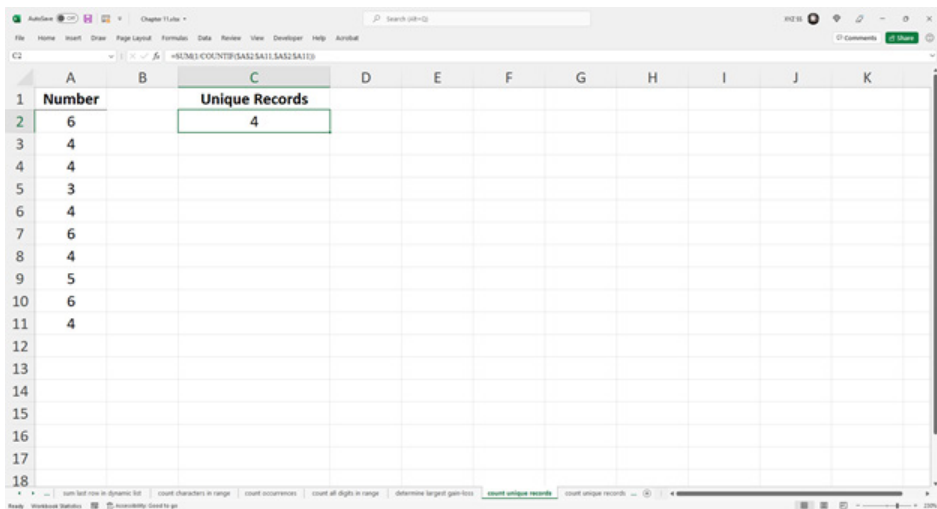 AutoSave Off Chapter 11.xlsx Search (Alt+Q) XYZ SS
File Home Insert Draw Page Layout Formulas Data Review View Developer Help Acrobat Comments Share
C2 fx =SUM(1/COUNTIF($A$2:$A11,$A$2:$A11))
A B C D E F G H I J K
1 Number Unique Records
2 6 4
3 4
4 4
5 3
6 4
7 6
8 4
9 5
10 6
11 4
12
13
14
15
16
17
18
... sum last row in dynamic list count characters in range count occurrences count all digits in range determine largest gain-loss count unique records count unique records ...
Ready Workbook Statistics Accessibility: Good to go 230%